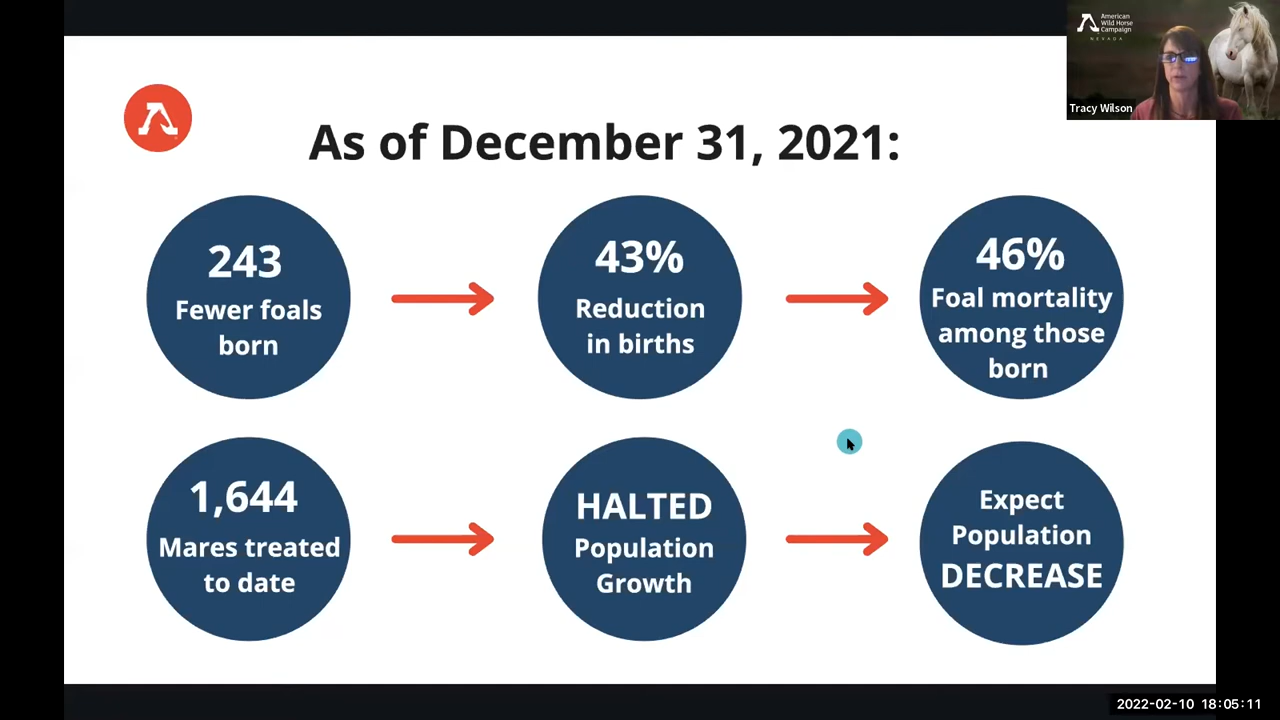 American
Wild Horse
Campaign
NEVADA
Tracy Wilson
As of December 31, 2021:
243
Fewer foals
born
43%
Reduction
in births
46%
Foal mortality
among those
born
1,644
Mares treated
to date
HALTED
Population
Growth
Expect
Population
DECREASE
2022-02-10 18:05:11